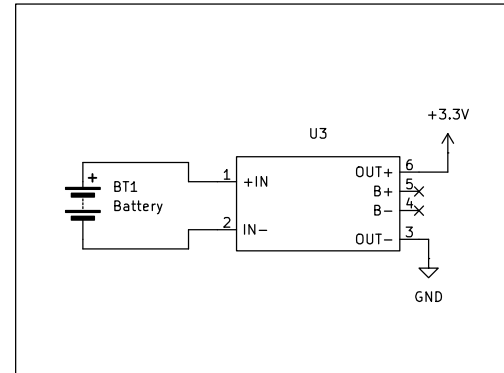 +3.3V
U3
1
+IN
OUT+
6
B+
5
B-
4
2
IN-
OUT-
3
+
BT1
Battery
GND